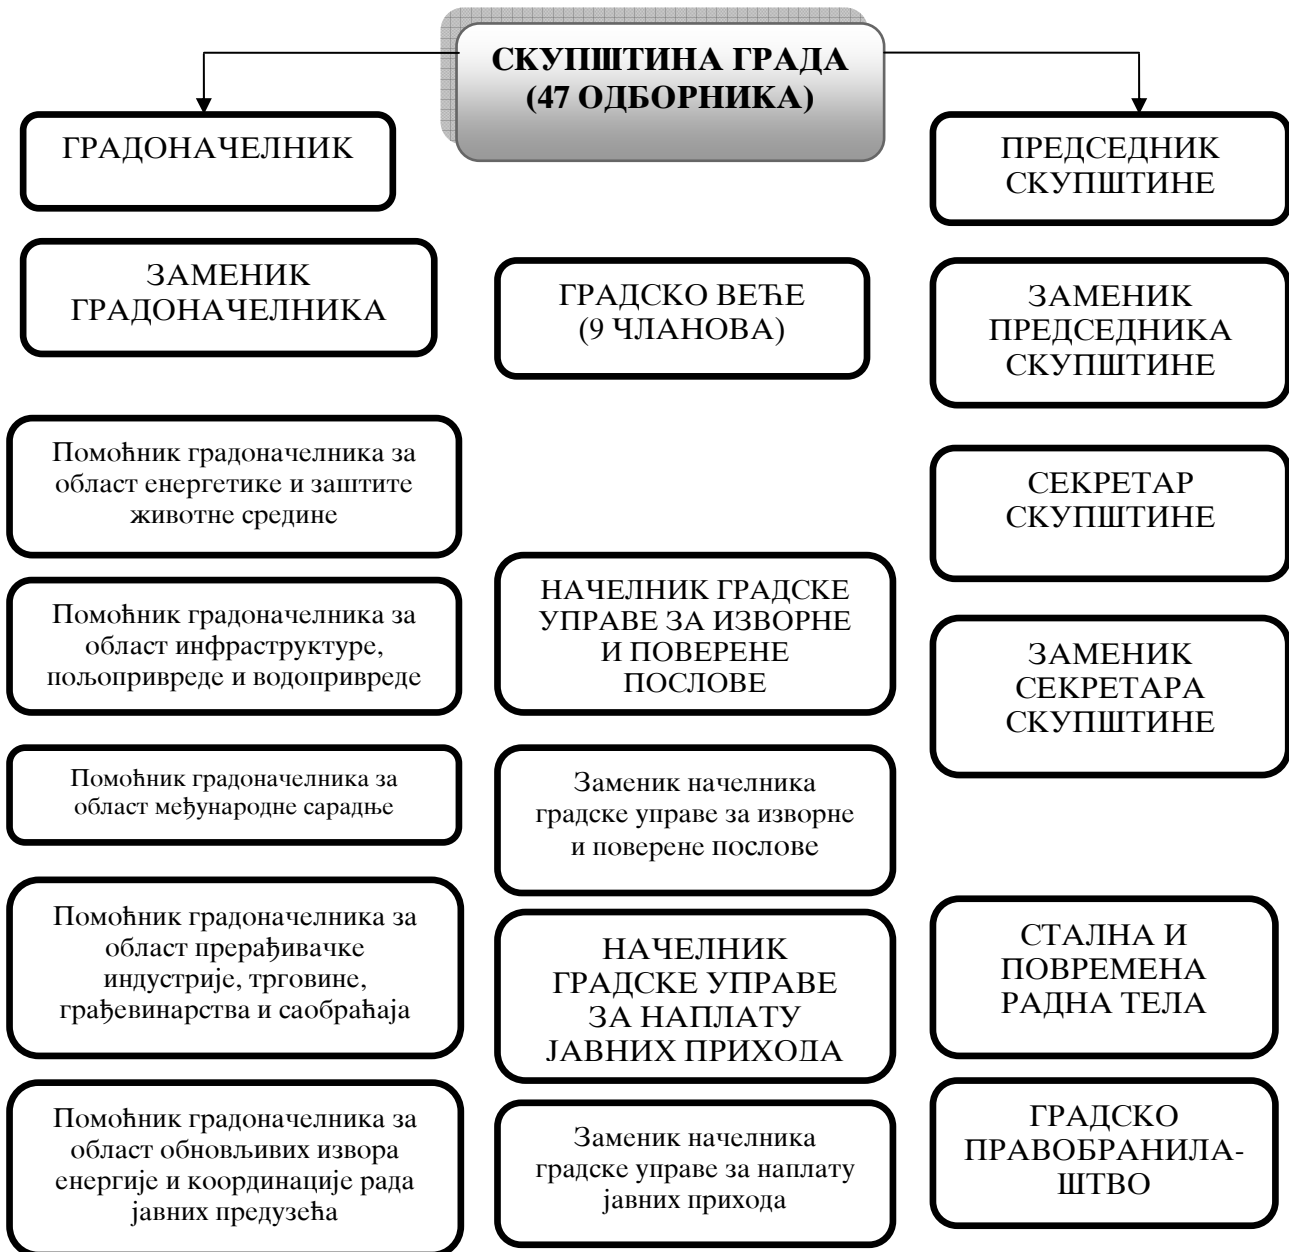 СКУПШТИНА ГРАДА
(47 ОДБОРНИКА)
ГРАДОНАЧЕЛНИК
ЗАМЕНИК
ГРАДОНАЧЕЛНИКА
Помоћник градоначелника за
област енергетике и заштите
животне средине
Помоћник градоначелника за
област инфраструктуре,
пољопривреде и водопривреде
Помоћник градоначелника за
област међународне сарадње
Помоћник градоначелника за
област прерађивачке
индустрије, трговине,
грађевинарства и саобраћаја
Помоћник градоначелника за
област обновљивих извора
енергије и координације рада
јавних предузећа
ГРАДСКО ВЕЋЕ
(9 ЧЛАНОВА)
НАЧЕЛНИК ГРАДСКЕ
УПРАВЕ ЗА ИЗВОРНЕ
И ПОВЕРЕНЕ
ПОСЛОВЕ
Заменик начелника
градске управе за изворне
и поверене послове
НАЧЕЛНИК
ГРАДСКЕ УПРАВЕ
ЗА НАПЛАТУ
ЈАВНИХ ПРИХОДА
Заменик начелника
градске управе за наплату
јавних прихода
ПРЕДСЕДНИК
СКУПШТИНЕ
ЗАМЕНИК
ПРЕДСЕДНИКА
СКУПШТИНЕ
СЕКРЕТАР
СКУПШТИНЕ
ЗАМЕНИК
СЕКРЕТАРА
СКУПШТИНЕ
СТАЛНА И
ПОВРЕМЕНА
РАДНА ТЕЛА
ГРАДСКО
ПРАВОБРАНИЛА-
ШТВО